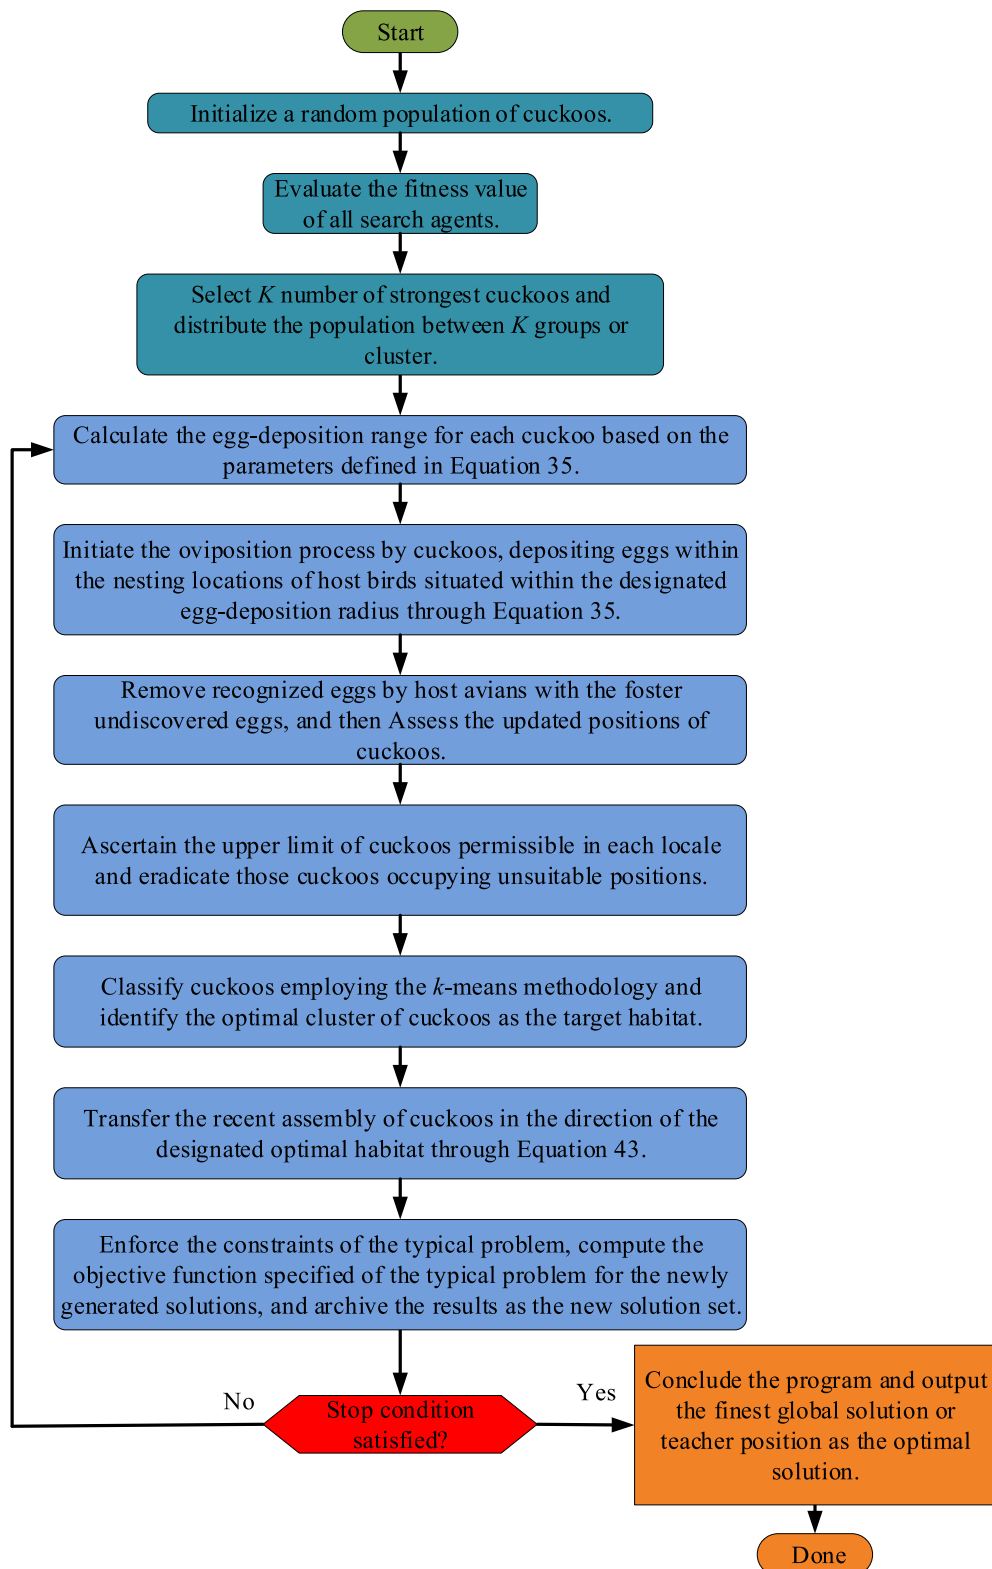 Start
Initialize a random population of cuckoos.
Evaluate the fitness value
of all search agents.
Select K number of strongest cuckoos and
distribute the population between K groups or
cluster.
Calculate the egg-deposition range for each cuckoo based on the
parameters defined in Equation 35.
Initiate the oviposition process by cuckoos, depositing eggs within
the nesting locations of host birds situated within the designated
egg-deposition radius through Equation 35.
Remove recognized eggs by host avians with the foster
undiscovered eggs, and then Assess the updated positions of
cuckoos.
Ascertain the upper limit of cuckoos permissible in each locale
and eradicate those cuckoos occupying unsuitable positions.
Classify cuckoos employing the k-means methodology and
identify the optimal cluster of cuckoos as the target habitat.
Transfer the recent assembly of cuckoos in the direction of the
designated optimal habitat through Equation 43.
Enforce the constraints of the typical problem, compute the
objective function specified of the typical problem for the newly
generated solutions, and archive the results as the new solution set.
No
Stop condition
satisfied?
Yes
Conclude the program and output
the finest global solution or
teacher position as the optimal
solution.
Done